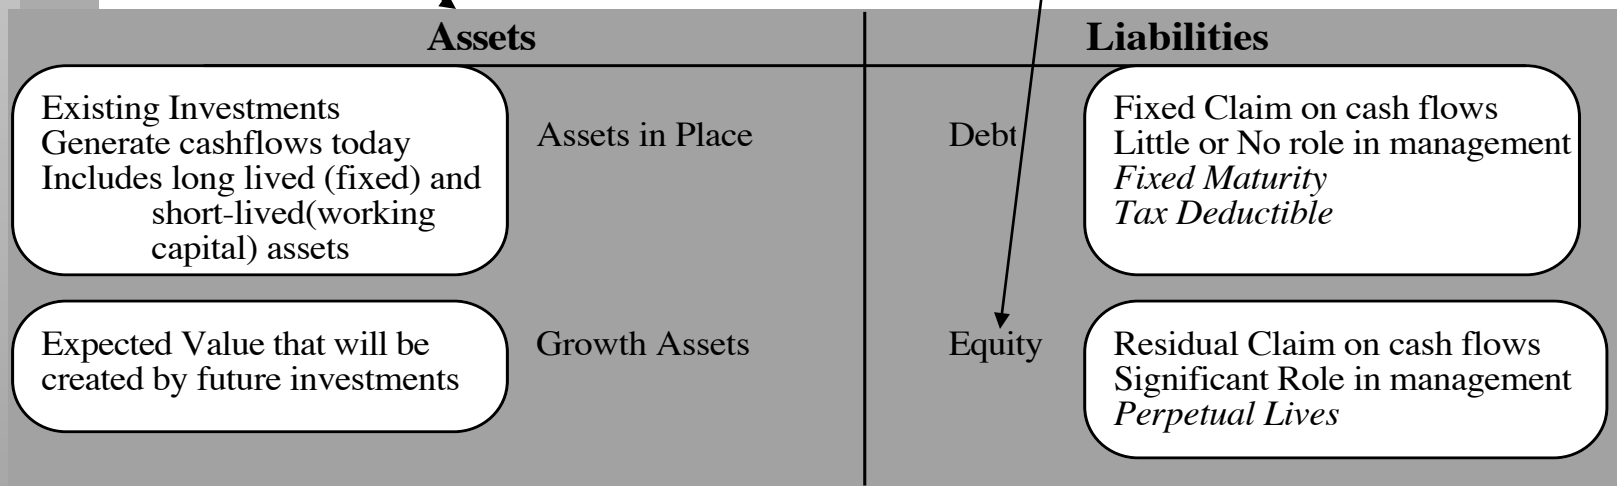 Assets
Liabilities
Existing Investments
Generate cashflows today
Includes long lived (fixed) and
short-lived(working
capital) assets
Assets in Place
Debt
Fixed Claim on cash flows
Little or No role in management
Fixed Maturity
Tax Deductible
Expected Value that will be
created by future investments
Growth Assets
Equity
Residual Claim on cash flows
Significant Role in management
Perpetual Lives